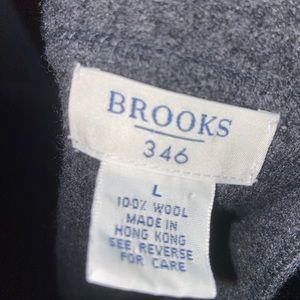 BROOKS
346
L
100% WOOL
MADE IN
HONG KONG
SEE REVERSE
FOR CARE